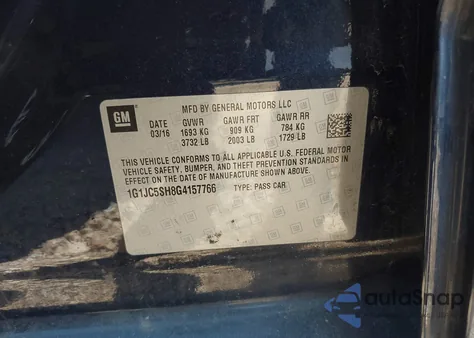 GM
MFD BY GENERAL MOTORS LLC
DATE GVWR GAWR FRT GAWR RR
03/16 1693 KG 909 KG 784 KG
3732 LB 2003 LB 1729 LB
THIS VEHICLE CONFORMS TO ALL APPLICABLE U.S. FEDERAL MOTOR
VEHICLE SAFETY, BUMPER, AND THEFT PREVENTION STANDARDS IN
EFFECT ON THE DATE OF MANUFACTURE SHOWN ABOVE.
1G1JC5SH8G4157766 TYPE: PASS CAR
autoSnap